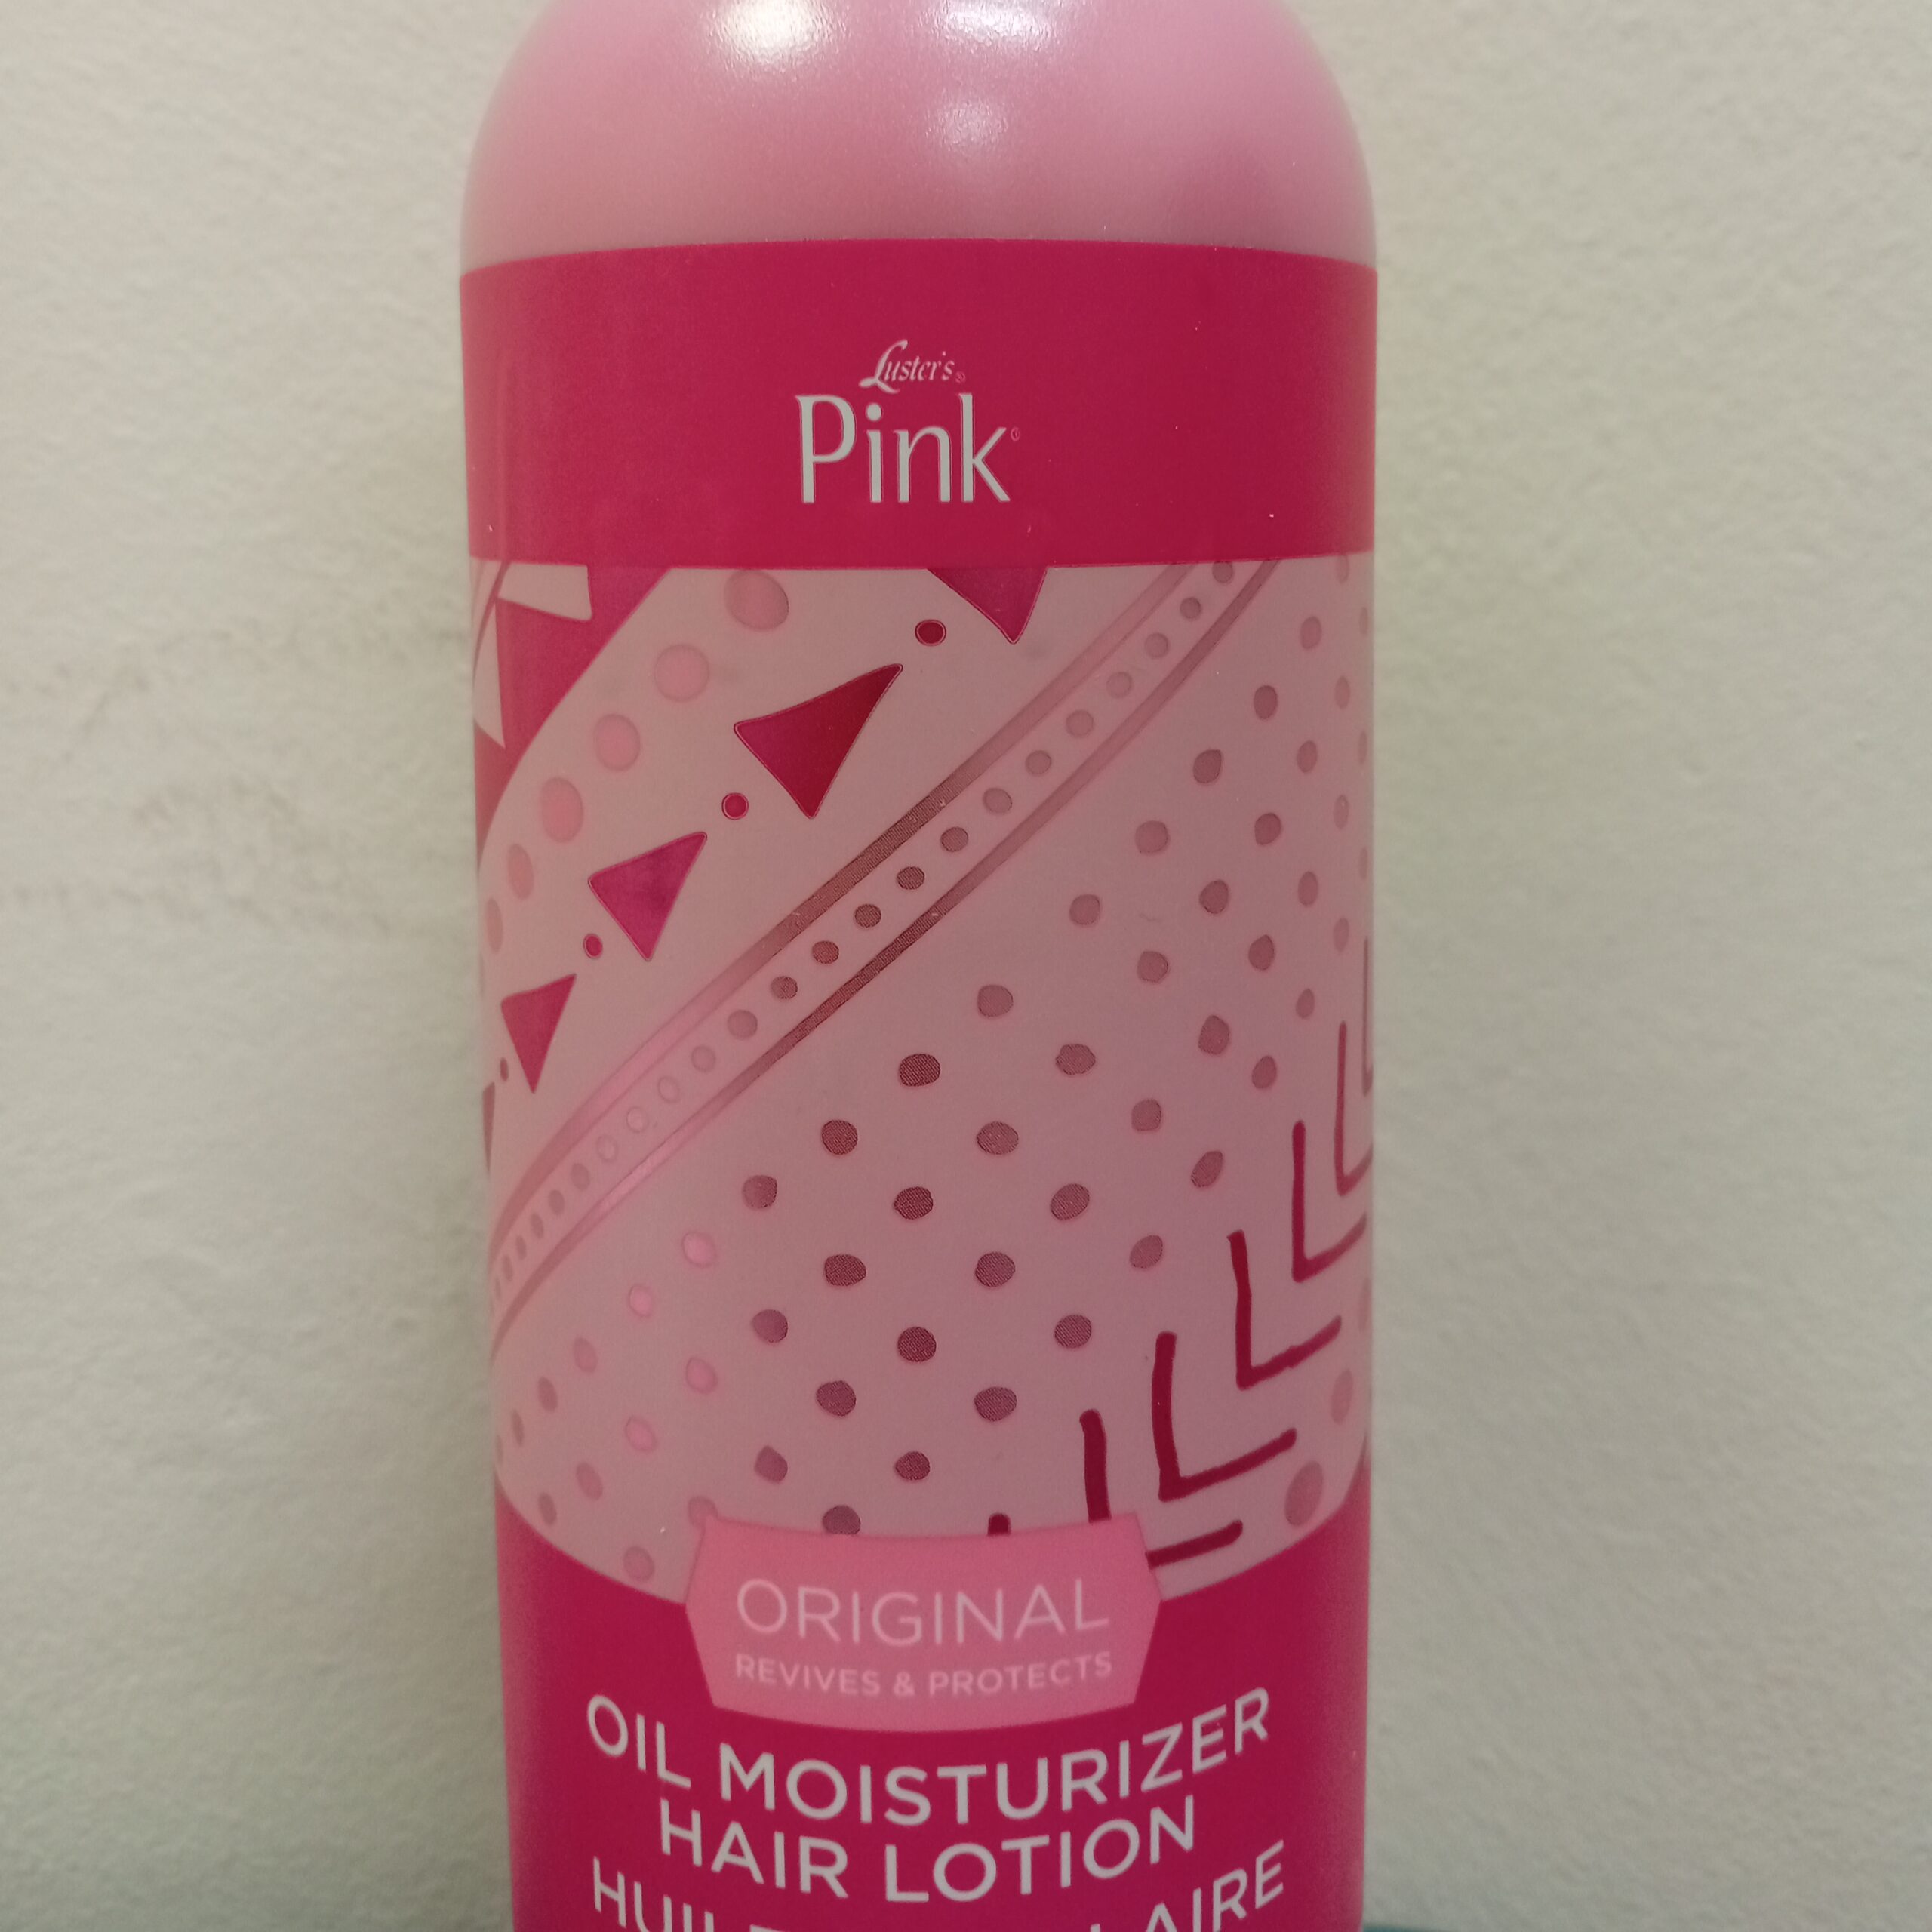 Luster's®
Pink®
ORIGINAL
REVIVES & PROTECTS
OIL MOISTURIZER
HAIR LOTION